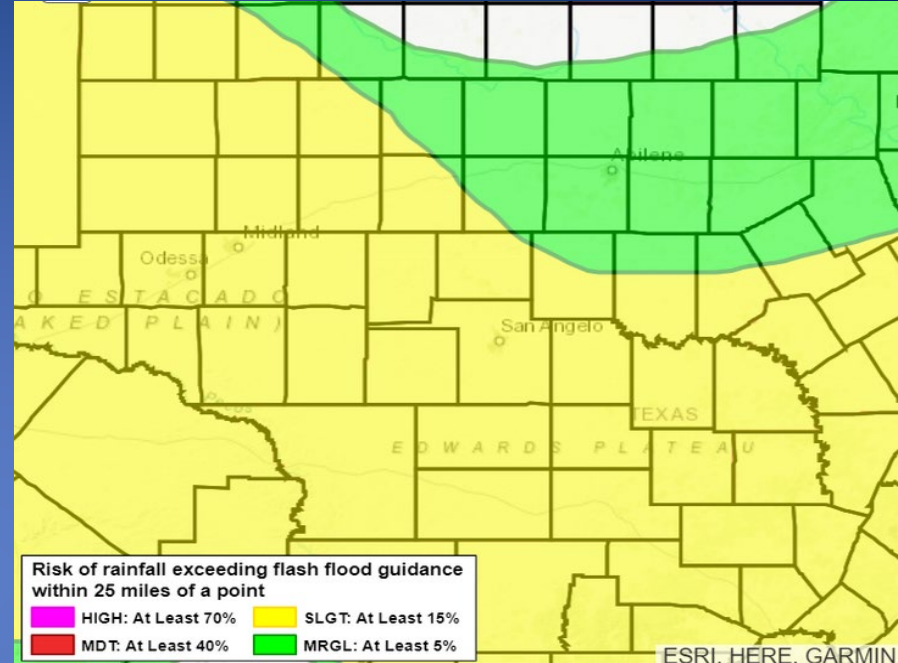 Abilene
Midland
Odessa
O ESTACADO
AKED PLAIN)
San Angelo
Pecos
TEXAS
EDWARDS PLATEAU
Risk of rainfall exceeding flash flood guidance
within 25 miles of a point
HIGH: At Least 70% SLGT: At Least 15%
MDT: At Least 40% MRGL: At Least 5%
ESRI, HERE, GARMIN